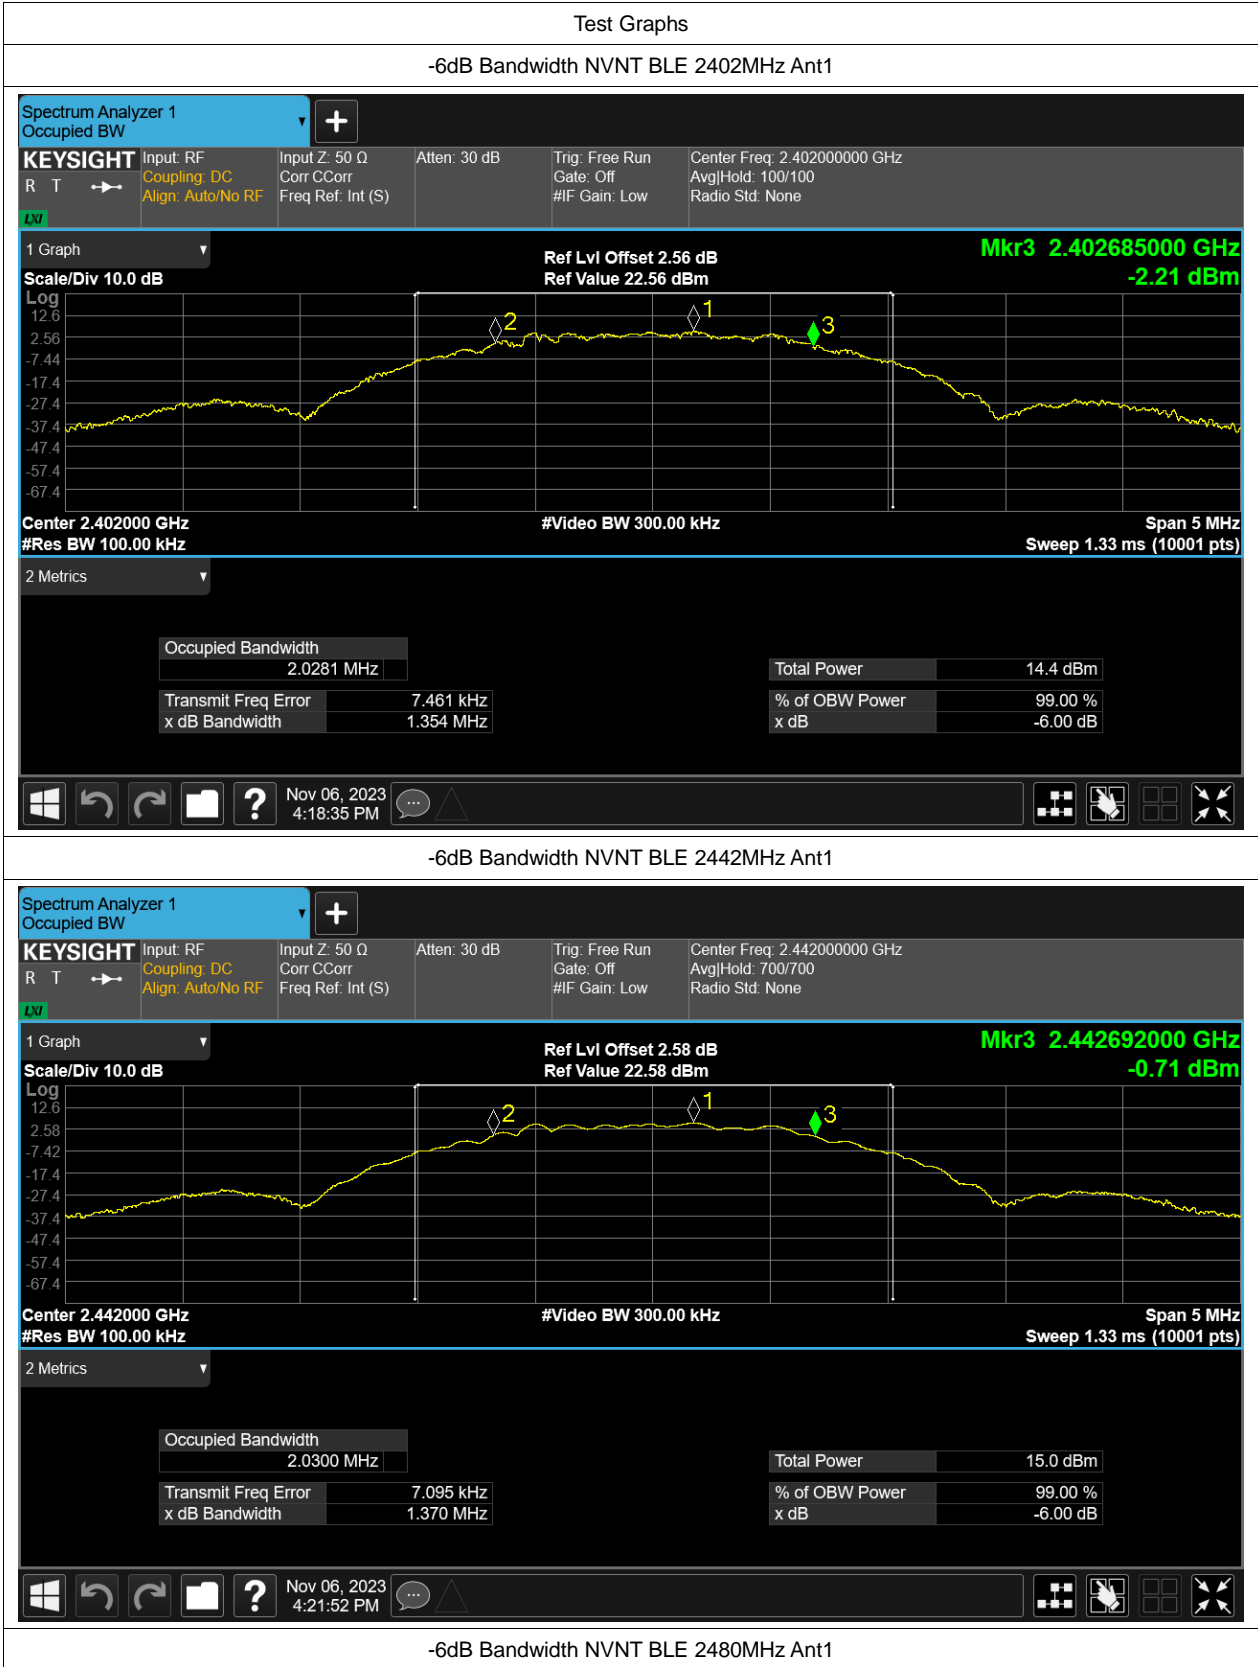 Test Graphs
-6dB Bandwidth NVNT BLE 2402MHz Ant1
Spectrum Analyzer 1
Occupied BW
KEYSIGHT Input: RF Input Z: 50 Ω Atten: 30 dB Trig: Free Run Center Freq: 2.402000000 GHz
R T Coupling: DC Corr CCorr Gate: Off Avg|Hold: 100/100
Align: Auto/No RF Freq Ref: Int (S) #IF Gain: Low Radio Std: None
LXI
1 Graph
Ref Lvl Offset 2.56 dB Mkr3 2.402685000 GHz
Scale/Div 10.0 dB Ref Value 22.56 dBm -2.21 dBm
Log
12.6
2.56
-7.44
-17.4
-27.4
-37.4
-47.4
-57.4
-67.4
2 1 3
Center 2.402000 GHz #Video BW 300.00 kHz Span 5 MHz
#Res BW 100.00 kHz Sweep 1.33 ms (10001 pts)
2 Metrics
Occupied Bandwidth
2.0281 MHz Total Power 14.4 dBm
Transmit Freq Error 7.461 kHz % of OBW Power 99.00 %
x dB Bandwidth 1.354 MHz x dB -6.00 dB
Nov 06, 2023
4:18:35 PM
-6dB Bandwidth NVNT BLE 2442MHz Ant1
Spectrum Analyzer 1
Occupied BW
KEYSIGHT Input: RF Input Z: 50 Ω Atten: 30 dB Trig: Free Run Center Freq: 2.442000000 GHz
R T Coupling: DC Corr CCorr Gate: Off Avg|Hold: 700/700
Align: Auto/No RF Freq Ref: Int (S) #IF Gain: Low Radio Std: None
LXI
1 Graph
Ref Lvl Offset 2.58 dB Mkr3 2.442692000 GHz
Scale/Div 10.0 dB Ref Value 22.58 dBm -0.71 dBm
Log
12.6
2.58
-7.42
-17.4
-27.4
-37.4
-47.4
-57.4
-67.4
2 1 3
Center 2.442000 GHz #Video BW 300.00 kHz Span 5 MHz
#Res BW 100.00 kHz Sweep 1.33 ms (10001 pts)
2 Metrics
Occupied Bandwidth
2.0300 MHz Total Power 15.0 dBm
Transmit Freq Error 7.095 kHz % of OBW Power 99.00 %
x dB Bandwidth 1.370 MHz x dB -6.00 dB
Nov 06, 2023
4:21:52 PM
-6dB Bandwidth NVNT BLE 2480MHz Ant1